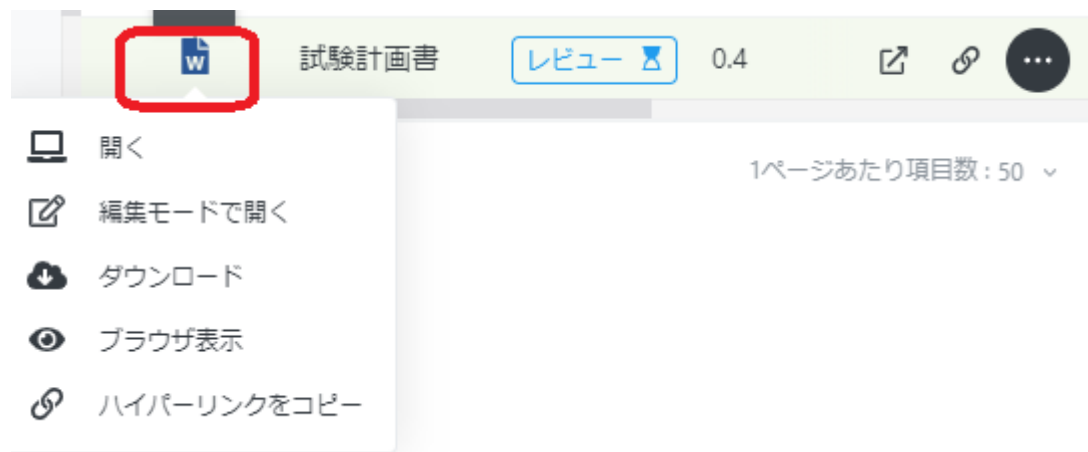 W 試験計画書 レビュー 0.4
開く
1ページあたり項目数 : 50
編集モードで開く
ダウンロード
ブラウザ表示
ハイパーリンクをコピー